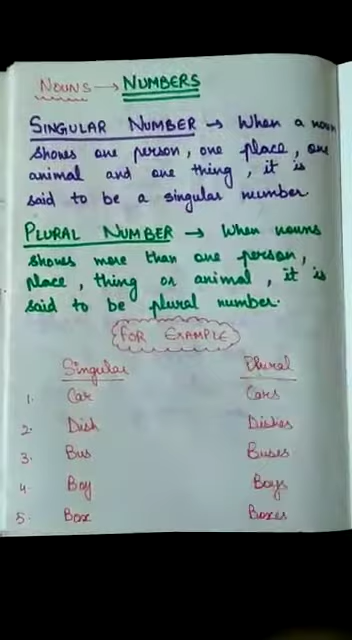 NOUNS → NUMBERS
SINGULAR NUMBER → When a noun
shows one person, one place, one
animal and one thing, it is
said to be a singular number
PLURAL NUMBER → When nouns
shows more than one person,
place, thing or animal, it is
said to be plural number.
FOR EXAMPLE
Singular Plural
1. Car Cars
2. Dish Dishes
3. Bus Buses
4. Boy Boys
5. Box Boxes